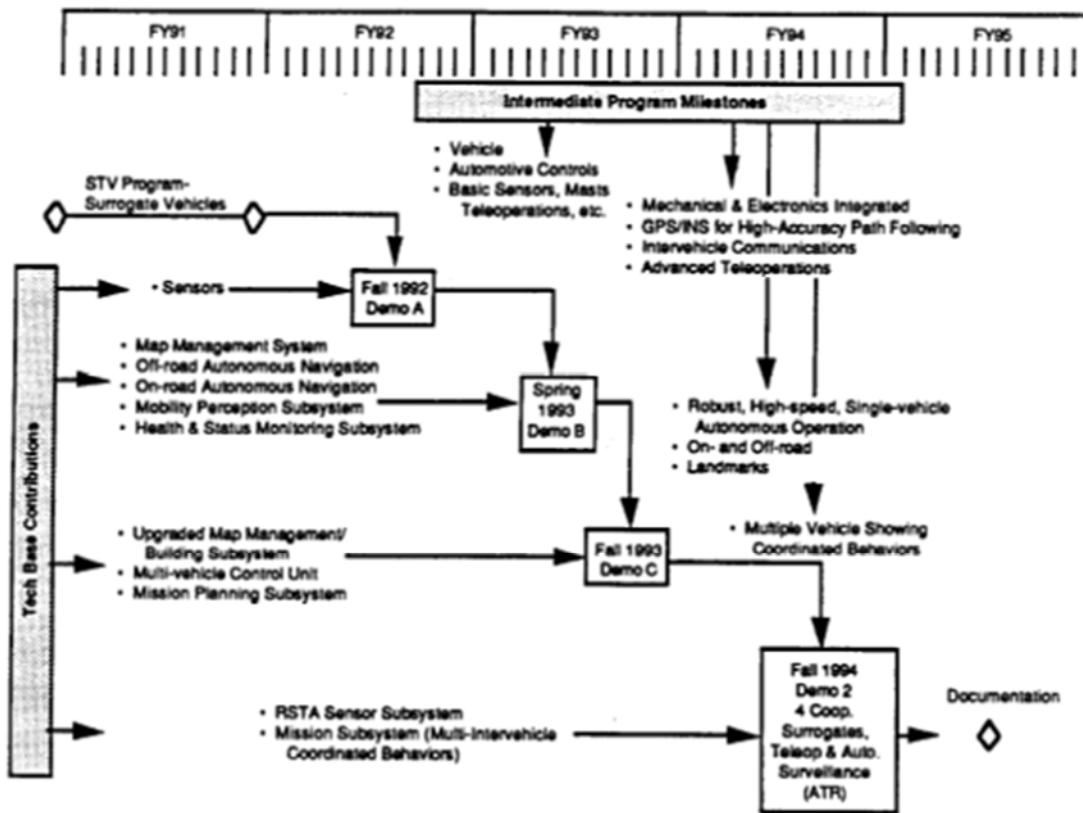 FY91 FY92 FY93 FY94 FY95
Intermediate Program Milestones
• Vehicle
• Automotive Controls
• Basic Sensors, Masts
Teleoperations, etc.
STV Program-
Surrogate Vehicles
• Mechanical & Electronics Integrated
• GPS/INS for High-Accuracy Path Following
• Intervehicle Communications
• Advanced Teleoperations
Tech Base Contributions
• Sensors
Fall 1992
Demo A
• Map Management System
• Off-road Autonomous Navigation
• On-road Autonomous Navigation
• Mobility Perception Subsystem
• Health & Status Monitoring Subsystem
Spring
1993
Demo B
• Robust, High-speed, Single-vehicle
Autonomous Operation
• On- and Off-road
• Landmarks
• Upgraded Map Management/
Building Subsystem
• Multi-vehicle Control Unit
• Mission Planning Subsystem
Fall 1993
Demo C
• Multiple Vehicle Showing
Coordinated Behaviors
• RSTA Sensor Subsystem
• Mission Subsystem (Multi-Intervehicle
Coordinated Behaviors)
Fall 1994
Demo 2
4 Coop.
Surrogates,
Teleop & Auto.
Surveillance
(ATR)
Documentation